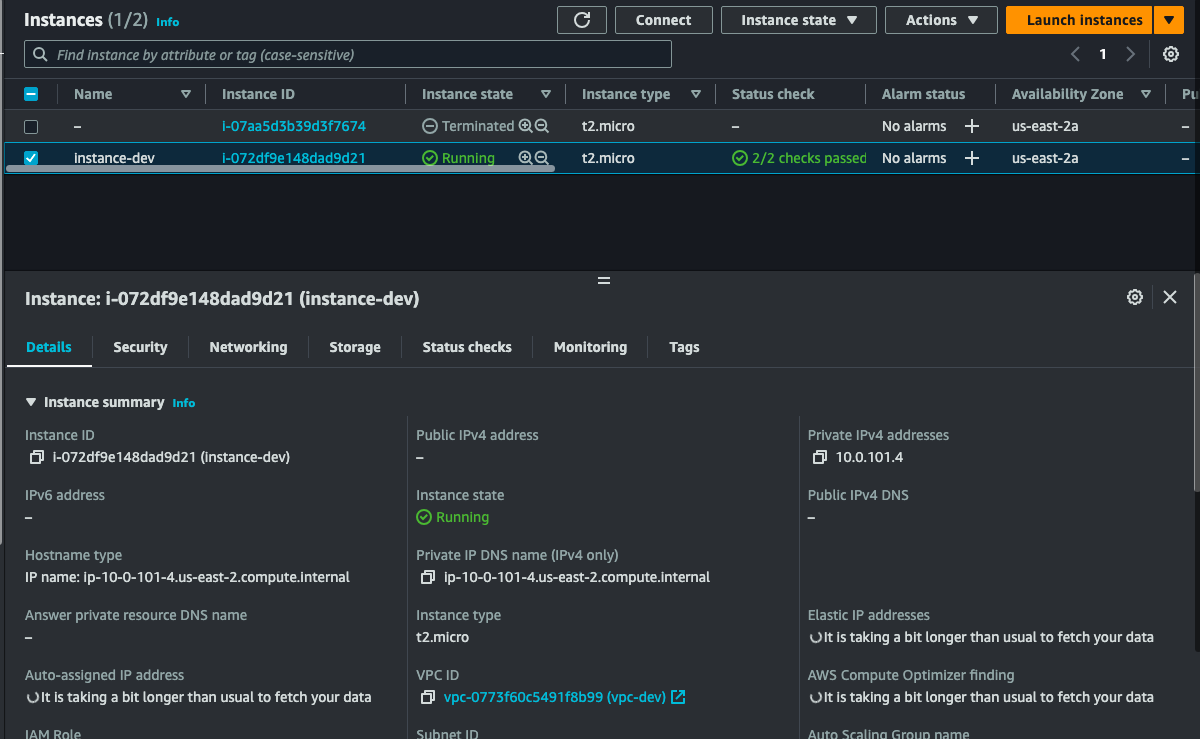 Instances (1/2) Info
Connect Instance state Actions Launch instances
Find instance by attribute or tag (case-sensitive) 1
Name Instance ID Instance state Instance type Status check Alarm status Availability Zone Pu
– i-07aa5d3b39d3f7674 Terminated t2.micro – No alarms + us-east-2a –
instance-dev i-072df9e148dad9d21 Running t2.micro 2/2 checks passed No alarms + us-east-2a –
Instance: i-072df9e148dad9d21 (instance-dev)
Details Security Networking Storage Status checks Monitoring Tags
Instance summary Info
Instance ID Public IPv4 address Private IPv4 addresses
i-072df9e148dad9d21 (instance-dev) – 10.0.101.4
IPv6 address Instance state Public IPv4 DNS
– Running –
Hostname type Private IP DNS name (IPv4 only)
IP name: ip-10-0-101-4.us-east-2.compute.internal ip-10-0-101-4.us-east-2.compute.internal
Answer private resource DNS name Instance type Elastic IP addresses
– t2.micro It is taking a bit longer than usual to fetch your data
Auto-assigned IP address VPC ID AWS Compute Optimizer finding
It is taking a bit longer than usual to fetch your data vpc-0773f60c5491f8b99 (vpc-dev) It is taking a bit longer than usual to fetch your data
IAM Role Subnet ID Auto Scaling Group name